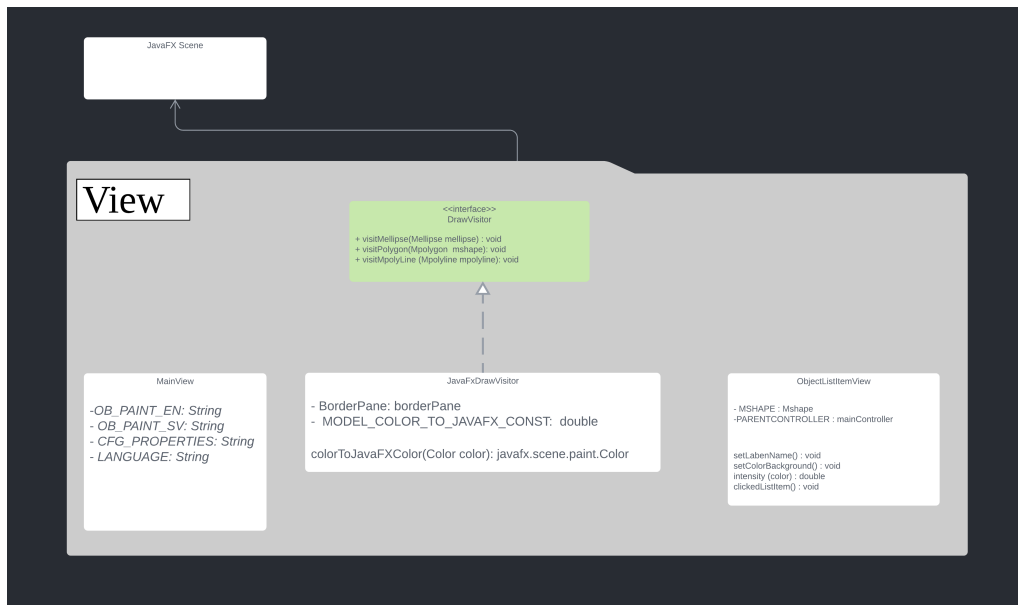 JavaFX Scene
View
<<interface>>
DrawVisitor
+ visitMellipse(Mellipse mellipse) : void
+ visitPolygon(Mpolygon  mshape): void
+ visitMpolyLine (Mpolyline mpolyline): void
MainView
-OB_PAINT_EN: String
- OB_PAINT_SV: String
- CFG_PROPERTIES: String
- LANGUAGE: String
JavaFxDrawVisitor
- BorderPane: borderPane
-  MODEL_COLOR_TO_JAVAFX_CONST:  double
colorToJavaFXColor(Color color): javafx.scene.paint.Color
ObjectListItemView
- MSHAPE : Mshape
-PARENTCONTROLLER : mainController
setLabenName() : void
setColorBackground() : void
intensity (color) : double
clickedListItem() : void